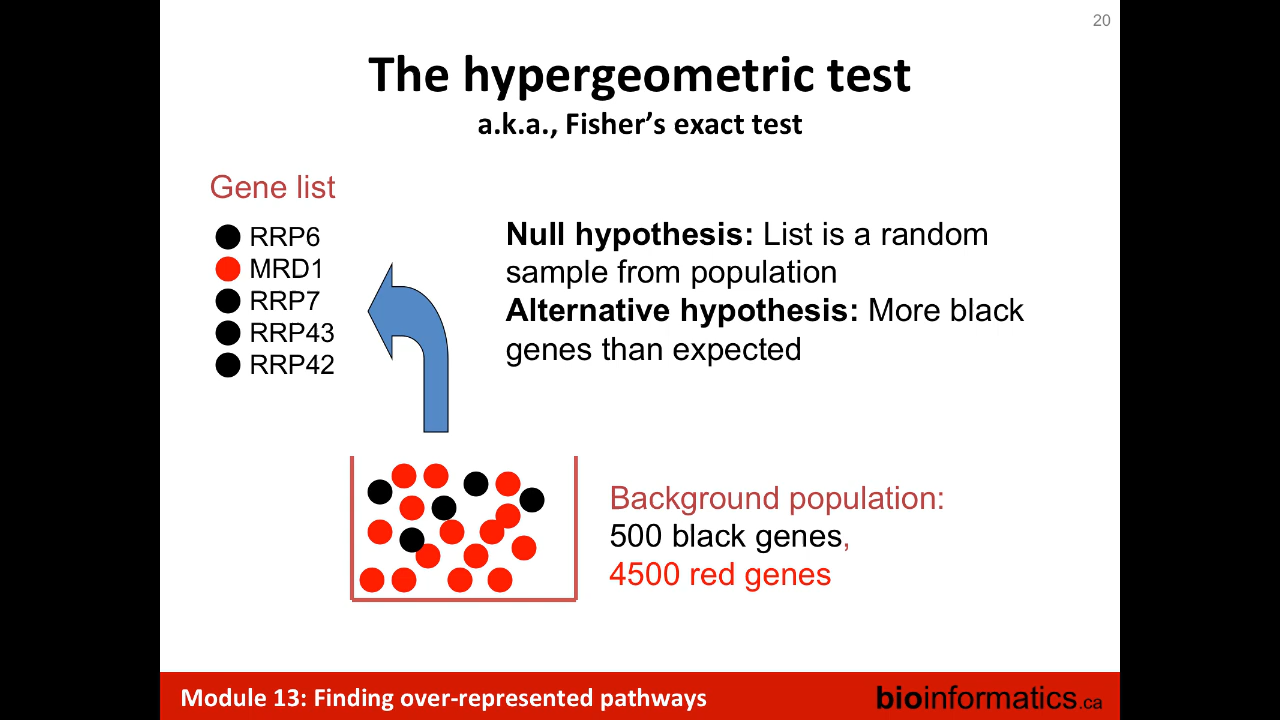 20
The hypergeometric test
a.k.a., Fisher’s exact test
Gene list
RRP6
MRD1
RRP7
RRP43
RRP42
Null hypothesis: List is a random
sample from population
Alternative hypothesis: More black
genes than expected
Background population:
500 black genes,
4500 red genes
Module 13: Finding over-represented pathways
bioinformatics.ca